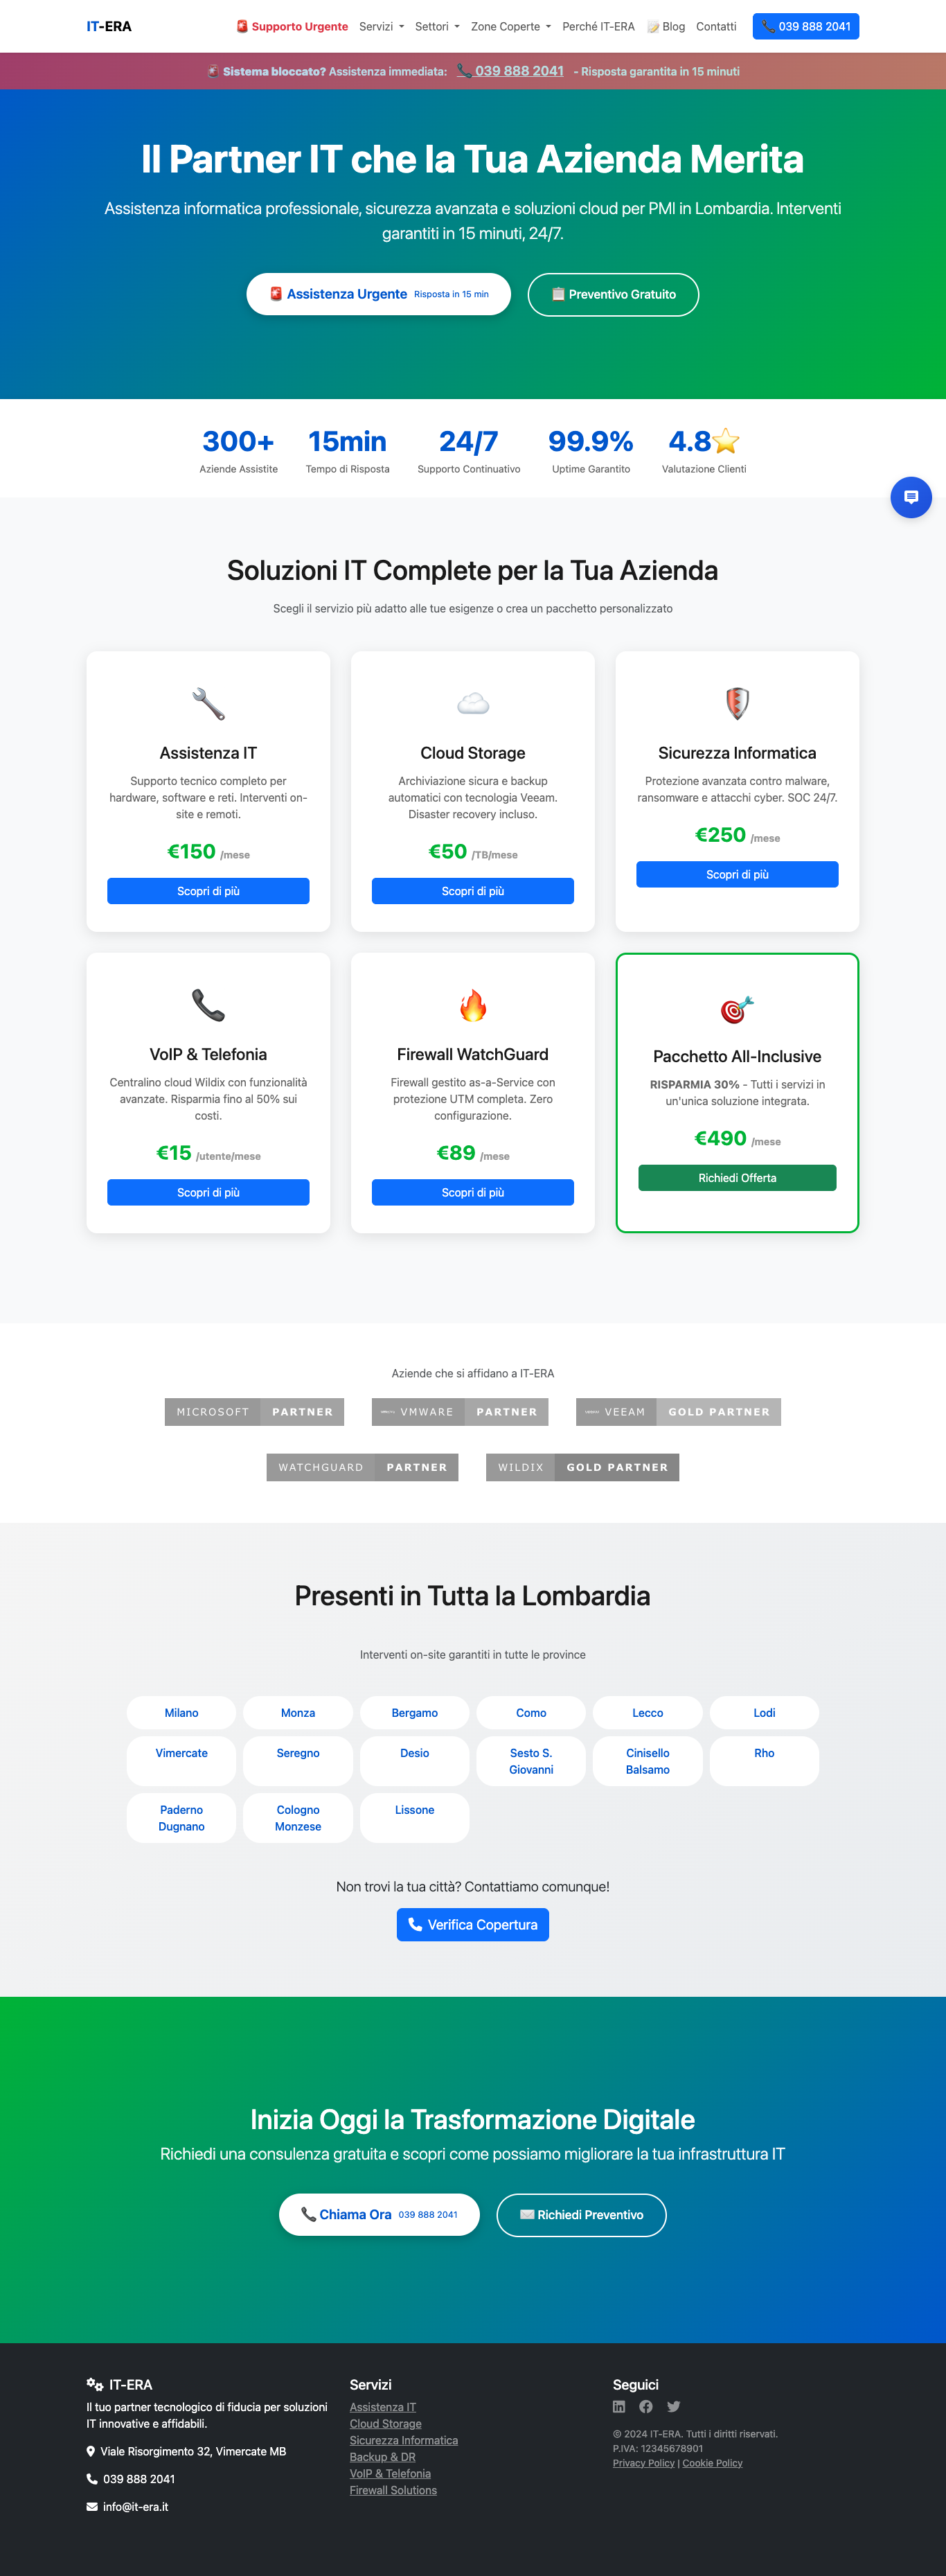 IT-ERA
🚨 Supporto Urgente
Servizi
Settori
Zone Coperte
Perché IT-ERA
📝 Blog
Contatti
📞 039 888 2041
🚨 Sistema bloccato? Assistenza immediata: 📞 039 888 2041 - Risposta garantita in 15 minuti
Il Partner IT che la Tua Azienda Merita
Assistenza informatica professionale, sicurezza avanzata e soluzioni cloud per PMI in Lombardia. Interventi
garantiti in 15 minuti, 24/7.
🚨 Assistenza Urgente Risposta in 15 min
📋 Preventivo Gratuito
300+
Aziende Assistite
15min
Tempo di Risposta
24/7
Supporto Continuativo
99.9%
Uptime Garantito
4.8⭐
Valutazione Clienti
Soluzioni IT Complete per la Tua Azienda
Scegli il servizio più adatto alle tue esigenze o crea un pacchetto personalizzato
Assistenza IT
Supporto tecnico completo per
hardware, software e reti. Interventi on-
site e remoti.
€150 /mese
Scopri di più
Cloud Storage
Archiviazione sicura e backup
automatici con tecnologia Veeam.
Disaster recovery incluso.
€50 /TB/mese
Scopri di più
Sicurezza Informatica
Protezione avanzata contro malware,
ransomware e attacchi cyber. SOC 24/7.
€250 /mese
Scopri di più
VoIP & Telefonia
Centralino cloud Wildix con funzionalità
avanzate. Risparmia fino al 50% sui
costi.
€15 /utente/mese
Scopri di più
Firewall WatchGuard
Firewall gestito as-a-Service con
protezione UTM completa. Zero
configurazione.
€89 /mese
Scopri di più
Pacchetto All-Inclusive
RISPARMIA 30% - Tutti i servizi in
un'unica soluzione integrata.
€490 /mese
Richiedi Offerta
Aziende che si affidano a IT-ERA
MICROSOFT PARTNER
VMWARE PARTNER
VEEAM GOLD PARTNER
WATCHGUARD PARTNER
WILDIX GOLD PARTNER
Presenti in Tutta la Lombardia
Interventi on-site garantiti in tutte le province
Milano
Monza
Bergamo
Como
Lecco
Lodi
Vimercate
Seregno
Desio
Sesto S.
Giovanni
Cinisello
Balsamo
Rho
Paderno
Dugnano
Cologno
Monzese
Lissone
Non trovi la tua città? Contattiamo comunque!
Verifica Copertura
Inizia Oggi la Trasformazione Digitale
Richiedi una consulenza gratuita e scopri come possiamo migliorare la tua infrastruttura IT
📞 Chiama Ora 039 888 2041
✉️ Richiedi Preventivo
IT-ERA
Il tuo partner tecnologico di fiducia per soluzioni
IT innovative e affidabili.
Viale Risorgimento 32, Vimercate MB
039 888 2041
info@it-era.it
Servizi
Assistenza IT
Cloud Storage
Sicurezza Informatica
Backup & DR
VoIP & Telefonia
Firewall Solutions
Seguici
© 2024 IT-ERA. Tutti i diritti riservati.
P.IVA: 12345678901
Privacy Policy | Cookie Policy